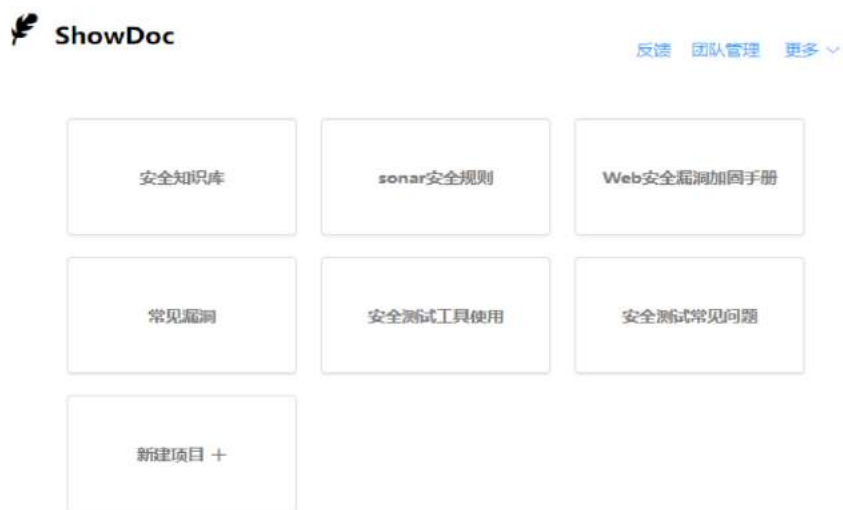 ShowDoc
反馈 团队管理 更多
安全知识库 sonar安全规则 Web安全漏洞加固手册
常见漏洞 安全测试工具使用 安全测试常见问题
新建项目 +